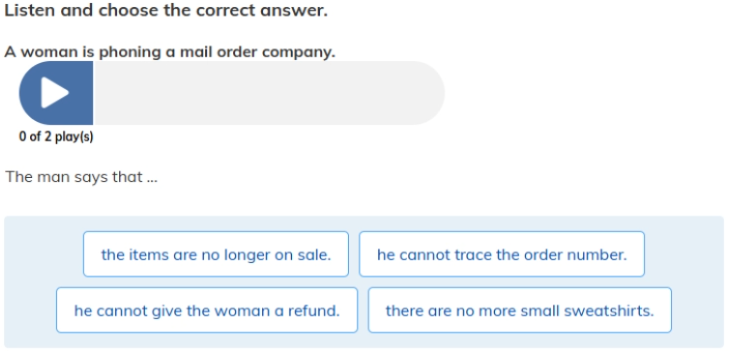 Listen and choose the correct answer.
A woman is phoning a mail order company.
0 of 2 play(s)
The man says that ...
the items are no longer on sale.
he cannot trace the order number.
he cannot give the woman a refund.
there are no more small sweatshirts.